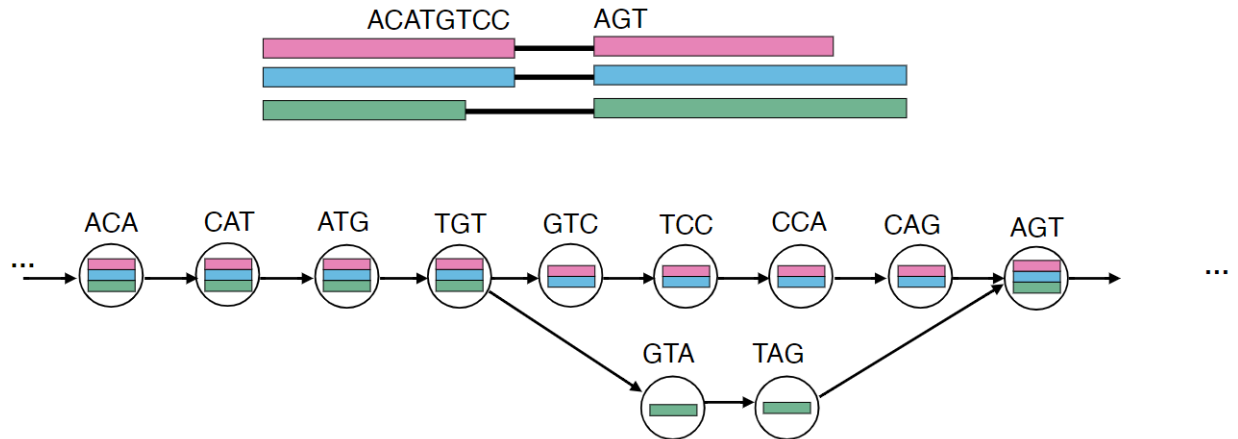 ACATGTCC AGT
ACA CAT ATG TGT GTC TCC CCA CAG AGT
... ...
GTA TAG